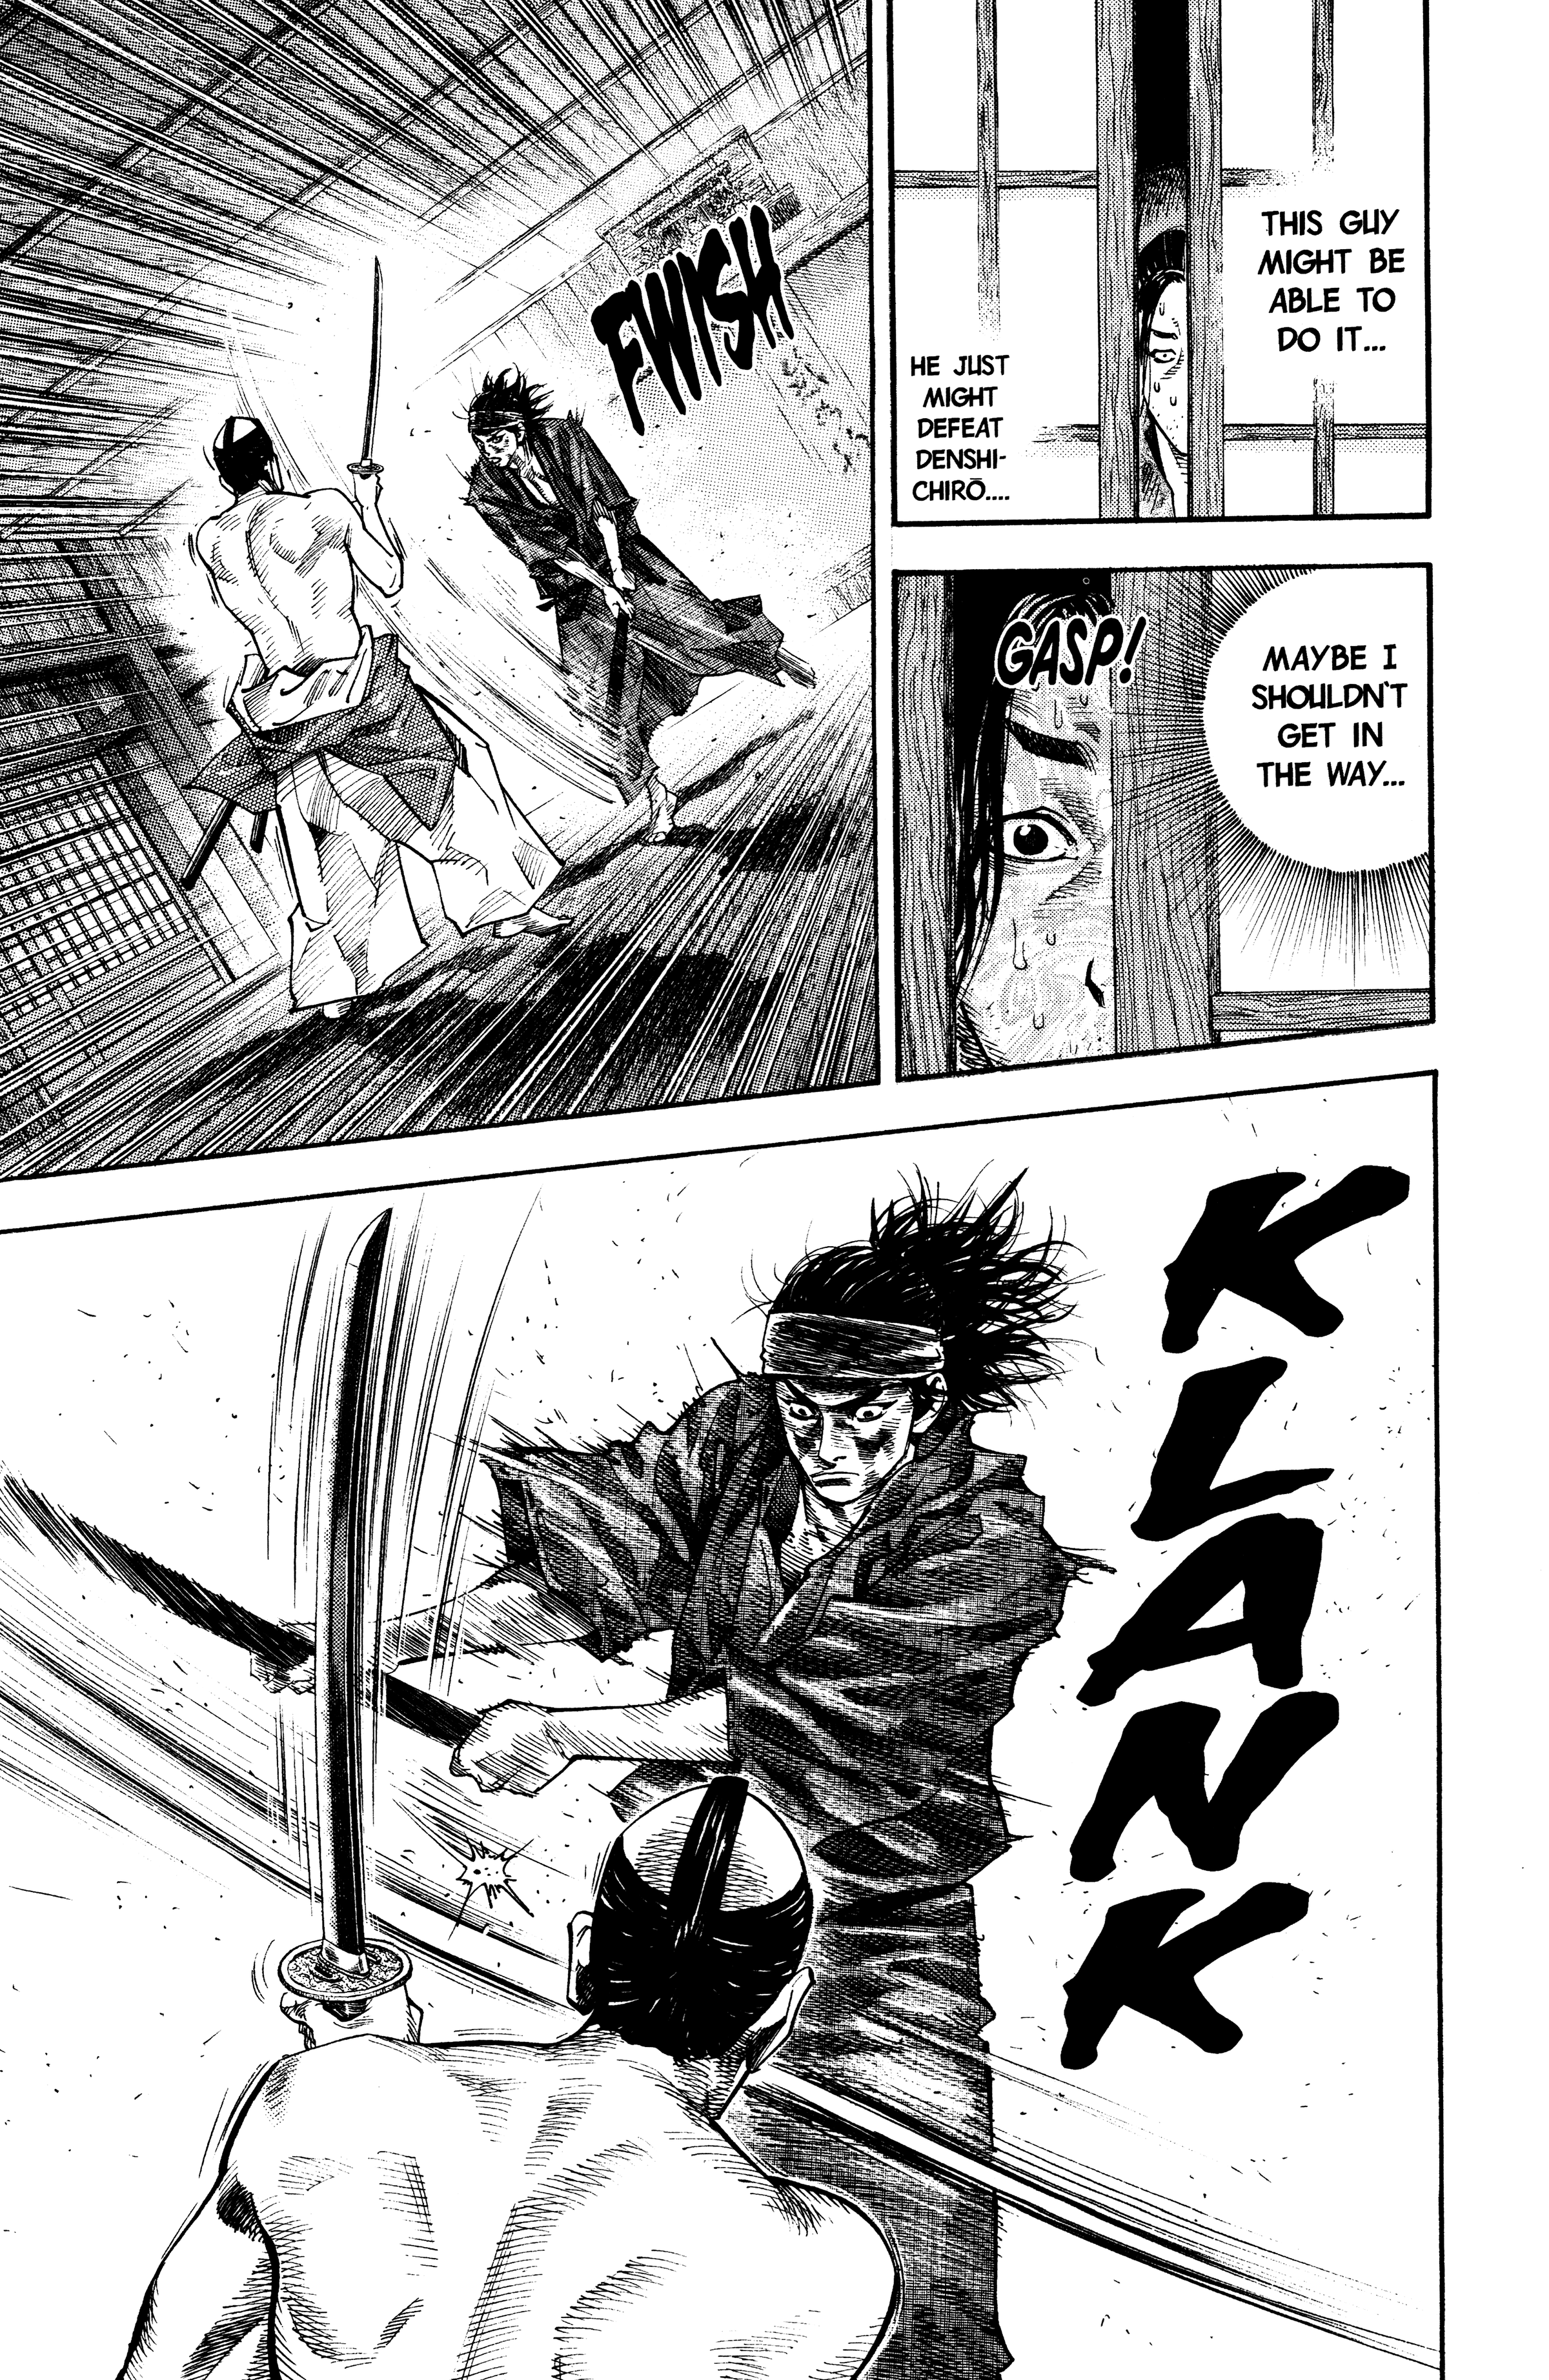 THIS GUY
MIGHT BE
ABLE TO
DO IT...
HE JUST
MIGHT
DEFEAT
DENSHI-
CHIRŌ....
GASP!
MAYBE I
SHOULDN'T
GET IN
THE WAY...
FWISH
KLANK